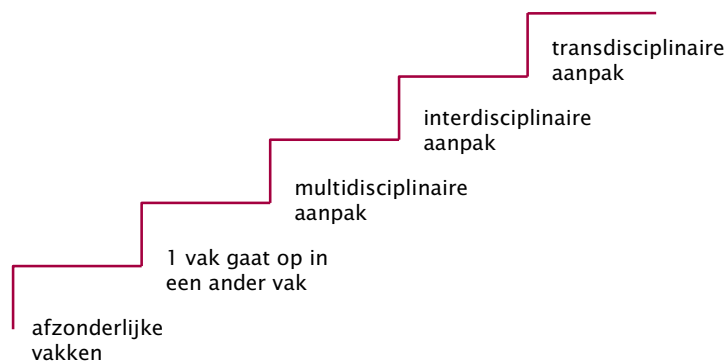 transdisciplinaire
aanpak
interdisciplinaire
aanpak
multidisciplinaire
aanpak
1 vak gaat op in
een ander vak
afzonderlijke
vakken